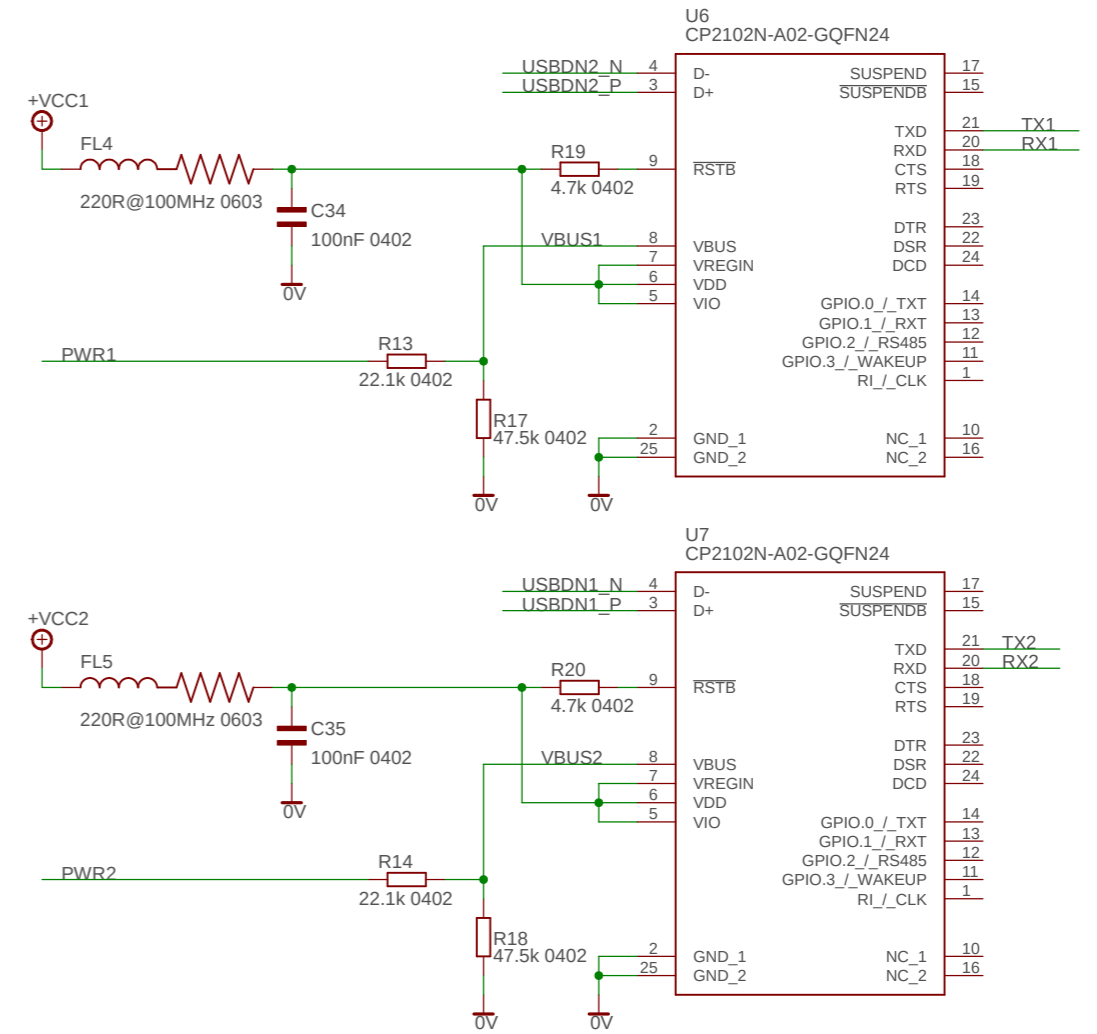 U6
CP2102N-A02-GQFN24
USBDN2_N 4 D- SUSPEND 17
USBDN2_P 3 D+ SUSPENDB 15
+VCC1
TXD 21 TX1
RXD 20 RX1
FL4
R19
9 RSTB CTS 18
4.7k 0402
RTS 19
220R@100MHz 0603
C34
100nF 0402
DTR 23
VBUS1 8 VBUS DSR 22
7 VREGIN DCD 24
6 VDD
0V
5 VIO GPIO.0_/_TXT 14
GPIO.1_/_RXT 13
R13
GPIO.2_/_RS485 12
PWR1
GPIO.3_/_WAKEUP 11
22.1k 0402
RI_/_CLK 1
R17
47.5k 0402
2 GND_1 NC_1 10
25 GND_2 NC_2 16
0V
0V
U7
CP2102N-A02-GQFN24
USBDN1_N 4 D- SUSPEND 17
USBDN1_P 3 D+ SUSPENDB 15
+VCC2
TXD 21 TX2
RXD 20 RX2
FL5
R20
9 RSTB CTS 18
4.7k 0402
RTS 19
220R@100MHz 0603
C35
100nF 0402
DTR 23
VBUS2 8 VBUS DSR 22
7 VREGIN DCD 24
6 VDD
0V
5 VIO GPIO.0_/_TXT 14
GPIO.1_/_RXT 13
R14
GPIO.2_/_RS485 12
PWR2
GPIO.3_/_WAKEUP 11
22.1k 0402
RI_/_CLK 1
R18
47.5k 0402
2 GND_1 NC_1 10
25 GND_2 NC_2 16
0V
0V